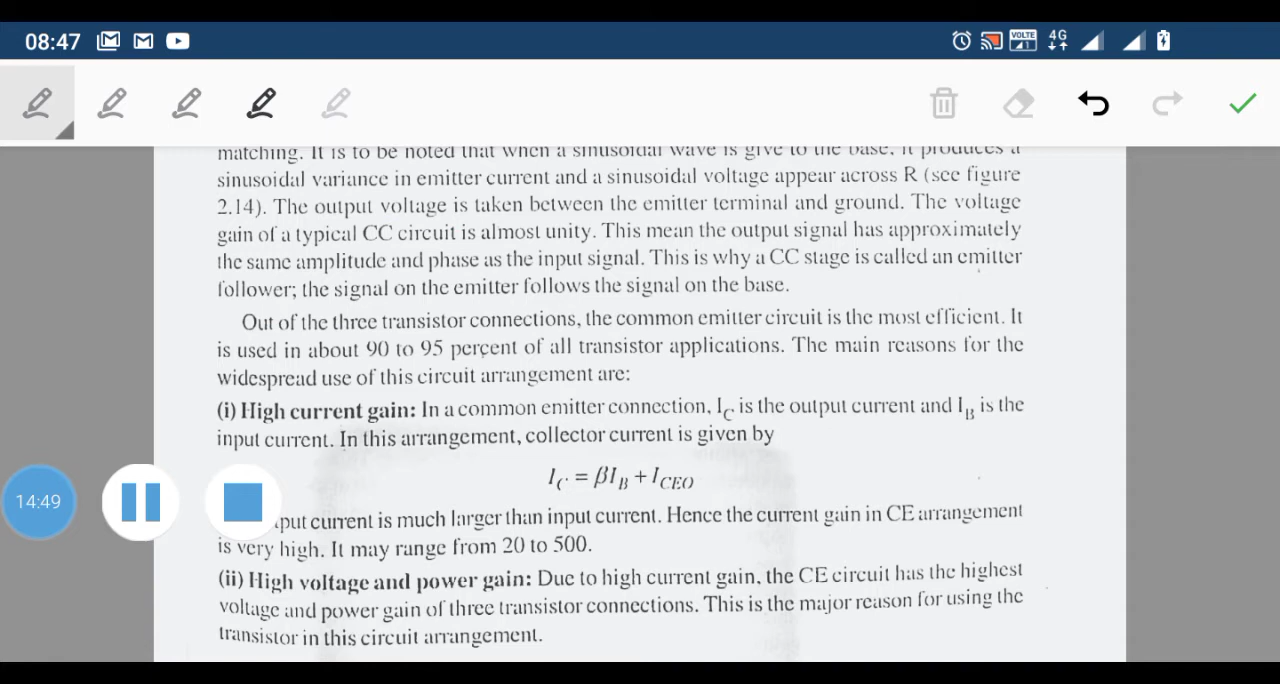 08:47
VOLTE
4G
1
matching. It is to be noted that when a sinusoidal wave is give to the base, it produces a
sinusoidal variance in emitter current and a sinusoidal voltage appear across R (see figure
2.14). The output voltage is taken between the emitter terminal and ground. The voltage
gain of a typical CC circuit is almost unity. This mean the output signal has approximately
the same amplitude and phase as the input signal. This is why a CC stage is called an emitter
follower; the signal on the emitter follows the signal on the base.
Out of the three transistor connections, the common emitter circuit is the most efficient. It
is used in about 90 to 95 percent of all transistor applications. The main reasons for the
widespread use of this circuit arrangement are:
(i) High current gain: In a common emitter connection, I_C is the output current and I_B is the
input current. In this arrangement, collector current is given by
I_C = βI_B + I_CEO
14:49
put current is much larger than input current. Hence the current gain in CE arrangement
is very high. It may range from 20 to 500.
(ii) High voltage and power gain: Due to high current gain, the CE circuit has the highest
voltage and power gain of three transistor connections. This is the major reason for using the
transistor in this circuit arrangement.